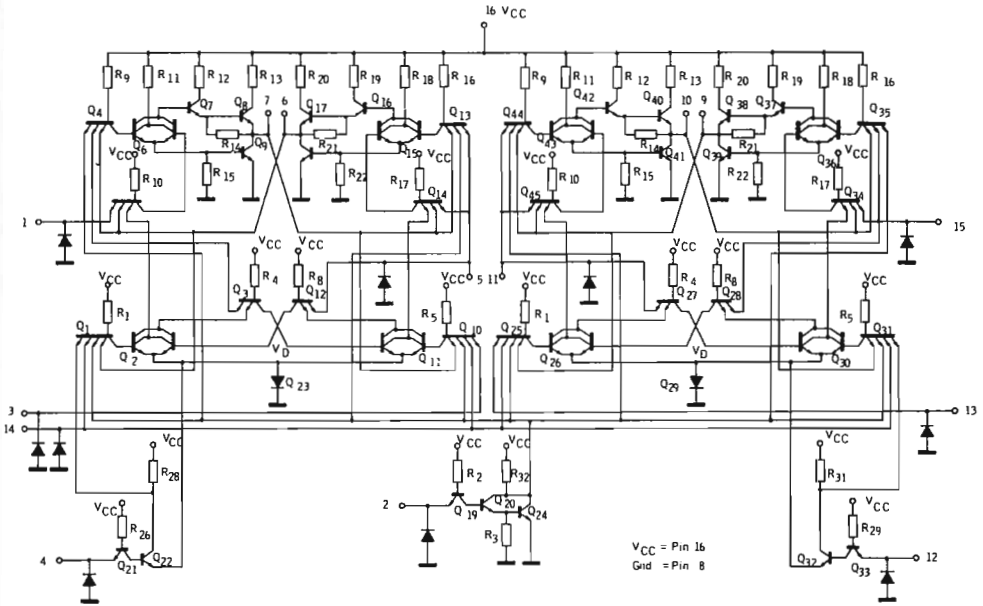 16 VCC
R9 R11 R12 R13 R20 R19 R18 R16 R9 R11 R12 R13 R20 R19 R18 R16
Q4 Q7 Q8 7 6 Q17 Q16 Q13 Q44 Q42 Q40 10 9 Q38 Q37 Q35
Q6 R14 Q9 R21 Q15 Q43 R14 Q41 Q39 R21 Q36
VCC R15 R22 VCC VCC R15 R22 VCC
R10 R17 Q14 Q45 R10 R17 Q34
1 15
VCC VCC VCC VCC
VCC R4 R8 VCC 5 11 VCC R4 R8 VCC
Q3 Q12 Q27 Q28
Q1 R1 R5 Q10 Q25 R1 R5 Q31
Q2 VD Q11 Q26 VD Q30
Q23 Q29
3 13
14
VCC VCC VCC
R28 R2 R32 R31
VCC 2 Q19 Q20 Q24 VCC
R26 R3 R29
4 Q21 Q22 VCC = Pin 16 Q32 Q33 12
Gnd = Pin 8